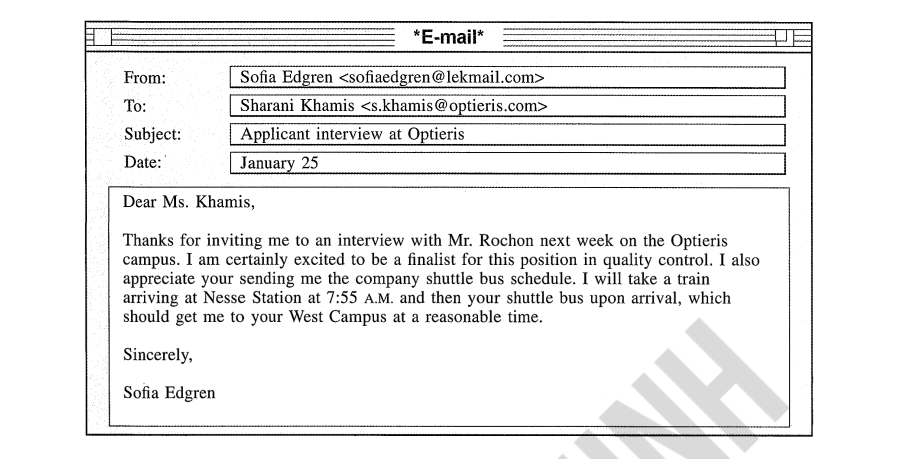 *E-mail*
From: Sofia Edgren <sofiaedgren@lekmail.com>
To: Sharani Khamis <s.khamis@optieris.com>
Subject: Applicant interview at Optieris
Date: January 25
Dear Ms. Khamis,
Thanks for inviting me to an interview with Mr. Rochon next week on the Optieris
campus. I am certainly excited to be a finalist for this position in quality control. I also
appreciate your sending me the company shuttle bus schedule. I will take a train
arriving at Nesse Station at 7:55 A.M. and then your shuttle bus upon arrival, which
should get me to your West Campus at a reasonable time.
Sincerely,
Sofia Edgren